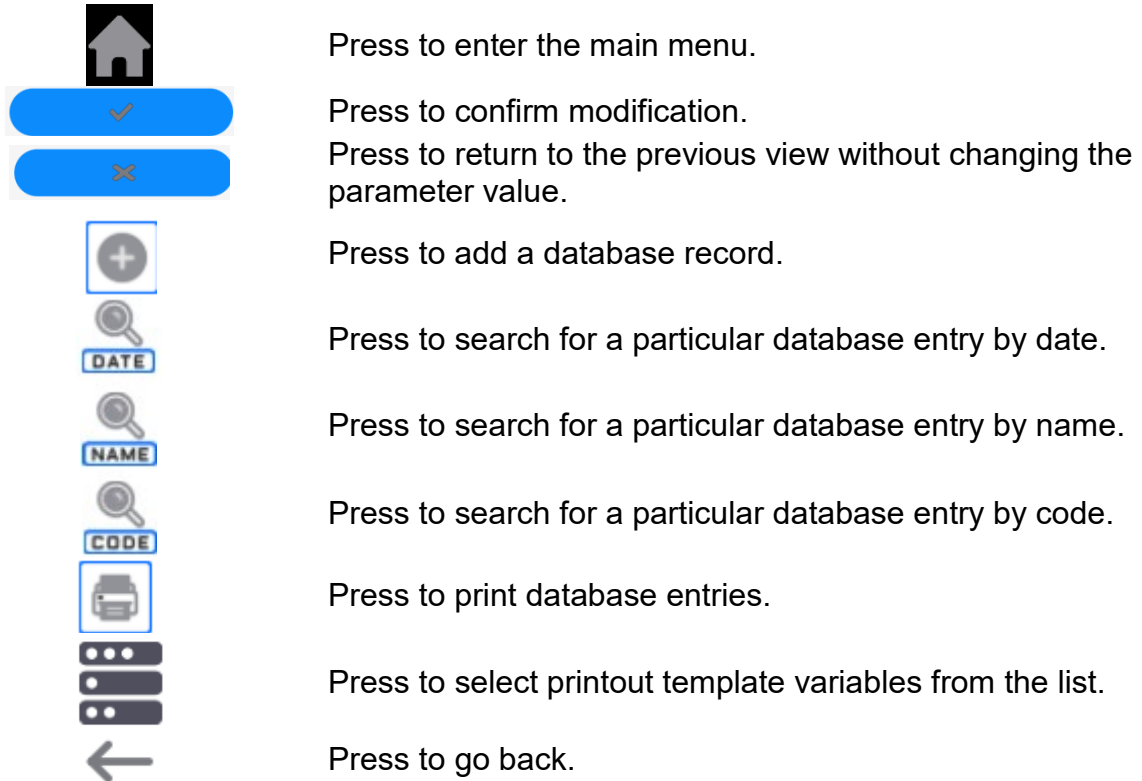 Press to enter the main menu.
Press to confirm modification.
Press to return to the previous view without changing the
parameter value.
Press to add a database record.
DATE
Press to search for a particular database entry by date.
NAME
Press to search for a particular database entry by name.
CODE
Press to search for a particular database entry by code.
Press to print database entries.
Press to select printout template variables from the list.
Press to go back.